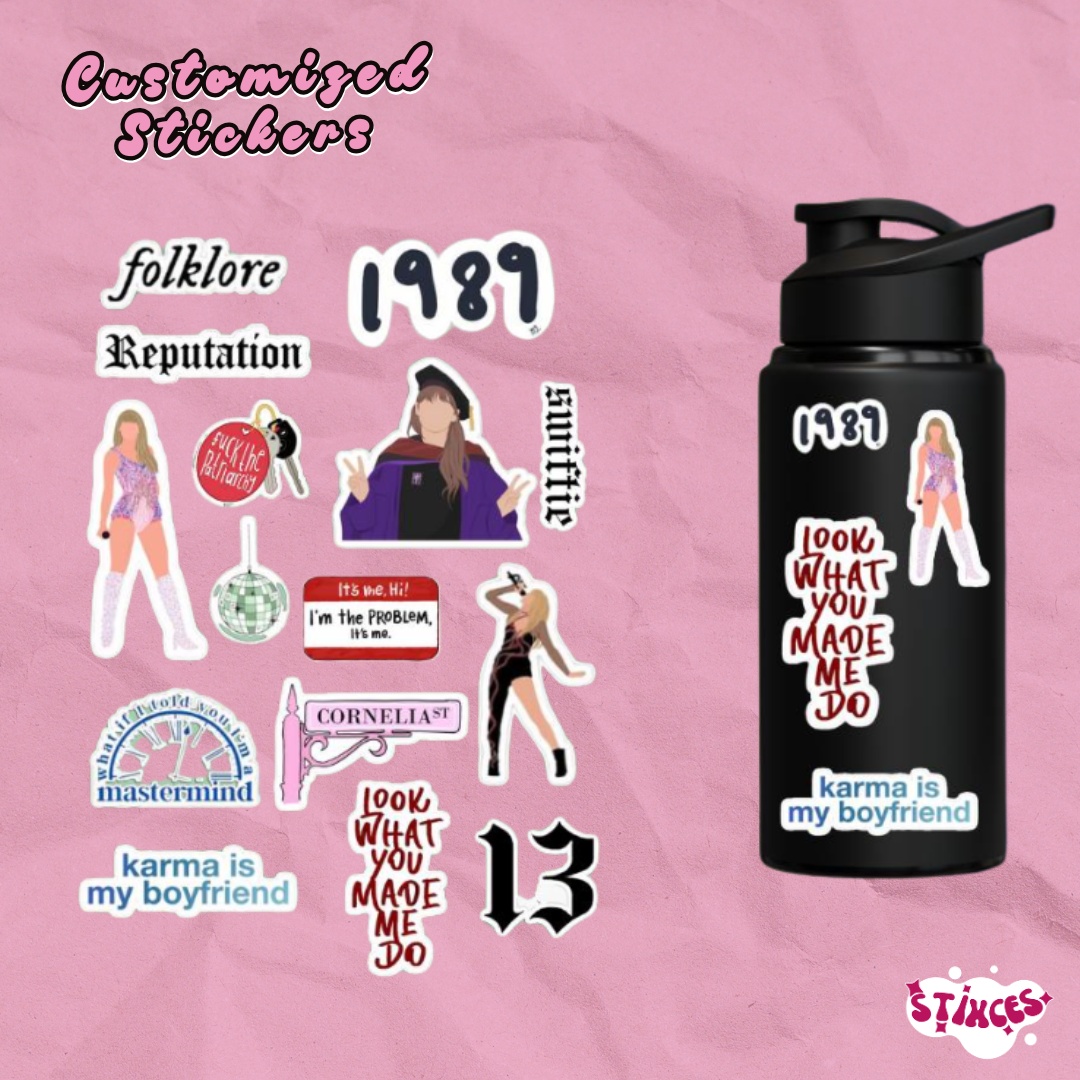 Customized
Stickers
folklore
1989
Reputation
swiftie
FUCK the
Patriarchy
It's me, Hi!
I'm the PROBLEM,
It's me.
what if I told you I'm a
mastermind
CORNELIA ST
LOOK
WHAT
YOU
MADE
ME
DO
karma is
my boyfriend
13
1989
LOOK
WHAT
YOU
MADE
ME
DO
karma is
my boyfriend
STIXCES